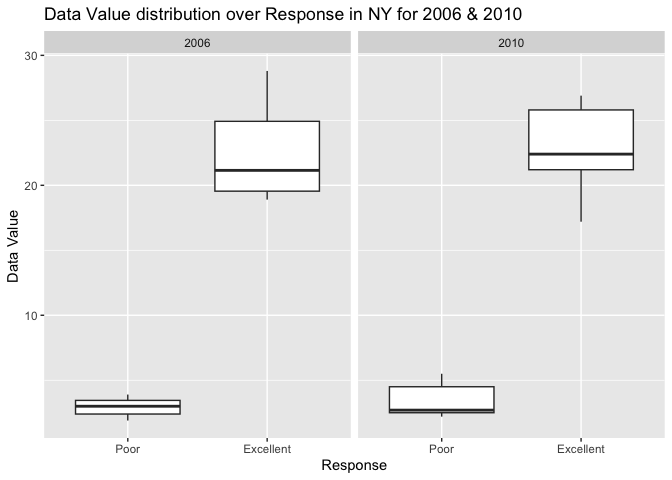 Data Value distribution over Response in NY for 2006 & 2010
2006
2010
30
20
10
Data Value
Poor
Excellent
Poor
Excellent
Response